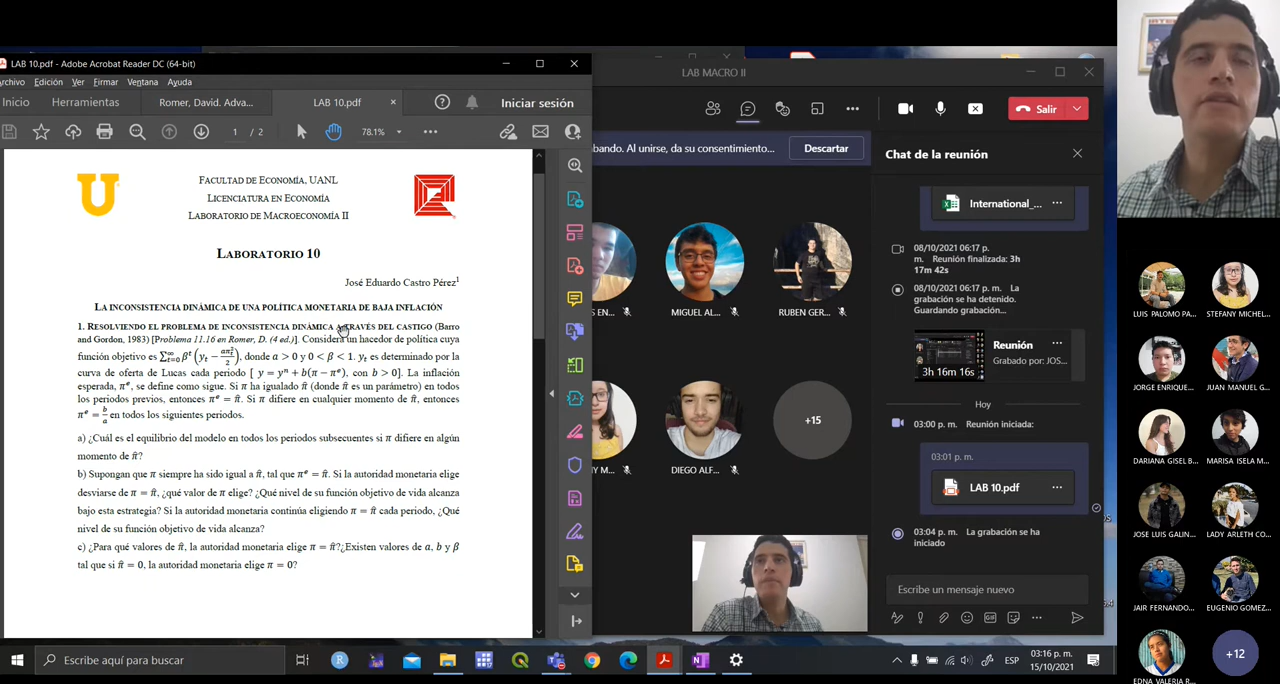 LAB 10.pdf - Adobe Acrobat Reader DC (64-bit)
Archivo Edición Ver Firmar Ventana Ayuda
Inicio Herramientas Romer, David. Adva... LAB 10.pdf × Iniciar sesión
1 / 2 78.1%
FACULTAD DE ECONOMÍA, UANL
LICENCIATURA EN ECONOMÍA
LABORATORIO DE MACROECONOMÍA II
LABORATORIO 10
José Eduardo Castro Pérez¹
LA INCONSISTENCIA DINÁMICA DE UNA POLÍTICA MONETARIA DE BAJA INFLACIÓN
1. RESOLVIENDO EL PROBLEMA DE INCONSISTENCIA DINÁMICA A TRAVÉS DEL CASTIGO (Barro
and Gordon, 1983) [Problema 11.16 en Romer, D. (4 ed.)]. Considera un hacedor de política cuya
función objetivo es ∑_{t=0}^{∞} β^t (y_t − aπ_t²/2), donde a > 0 y 0 < β < 1. y_t es determinado por la
curva de oferta de Lucas cada periodo [ y = yⁿ + b(π − πᵉ), con b > 0]. La inflación
esperada, πᵉ, se define como sigue. Si π ha igualado π̂ (donde π̂ es un parámetro) en todos
los periodos previos, entonces πᵉ = π̂. Si π difiere en cualquier momento de π̂, entonces
πᵉ = b/a en todos los siguientes periodos.
a) ¿Cuál es el equilibrio del modelo en todos los periodos subsecuentes si π difiere en algún
momento de π̂?
b) Supongan que π siempre ha sido igual a π̂, tal que πᵉ = π̂. Si la autoridad monetaria elige
desviarse de π = π̂, ¿qué valor de π elige? ¿Qué nivel de su función objetivo de vida alcanza
bajo esta estrategia? Si la autoridad monetaria continúa eligiendo π = π̂ cada periodo, ¿Qué
nivel de su función objetivo de vida alcanza?
c) ¿Para qué valores de π̂, la autoridad monetaria elige π = π̂?¿Existen valores de a, b y β
tal que si π̂ = 0, la autoridad monetaria elige π = 0?
LAB MACRO II
Salir
bando. Al unirse, da su consentimiento... Descartar
MIGUEL AL...
RUBEN GER...
DIEGO ALF...
+15
Chat de la reunión
International_...
08/10/2021 06:17 p.
m. Reunión finalizada: 3h
17m 42s
08/10/2021 06:17 p. m. La
grabación se ha detenido.
Guardando grabación...
Reunión
Grabado por: JOS...
3h 16m 16s
Hoy
03:00 p. m. Reunión iniciada:
03:01 p. m.
LAB 10.pdf
03:04 p. m. La grabación se ha
iniciado
Escribe un mensaje nuevo
GIF
LUIS PALOMO PA...
STEFANY MICHEL...
JORGE ENRIQUE...
JUAN MANUEL G...
DARIANA GISEL B...
MARISA ISELA M...
JOSE LUIS GALIN...
LADY ARLETH CO...
JAIR FERNANDO...
EUGENIO GOMEZ...
EDNA VALERIA R...
+12
Escribe aquí para buscar
ESP
03:16 p. m.
15/10/2021